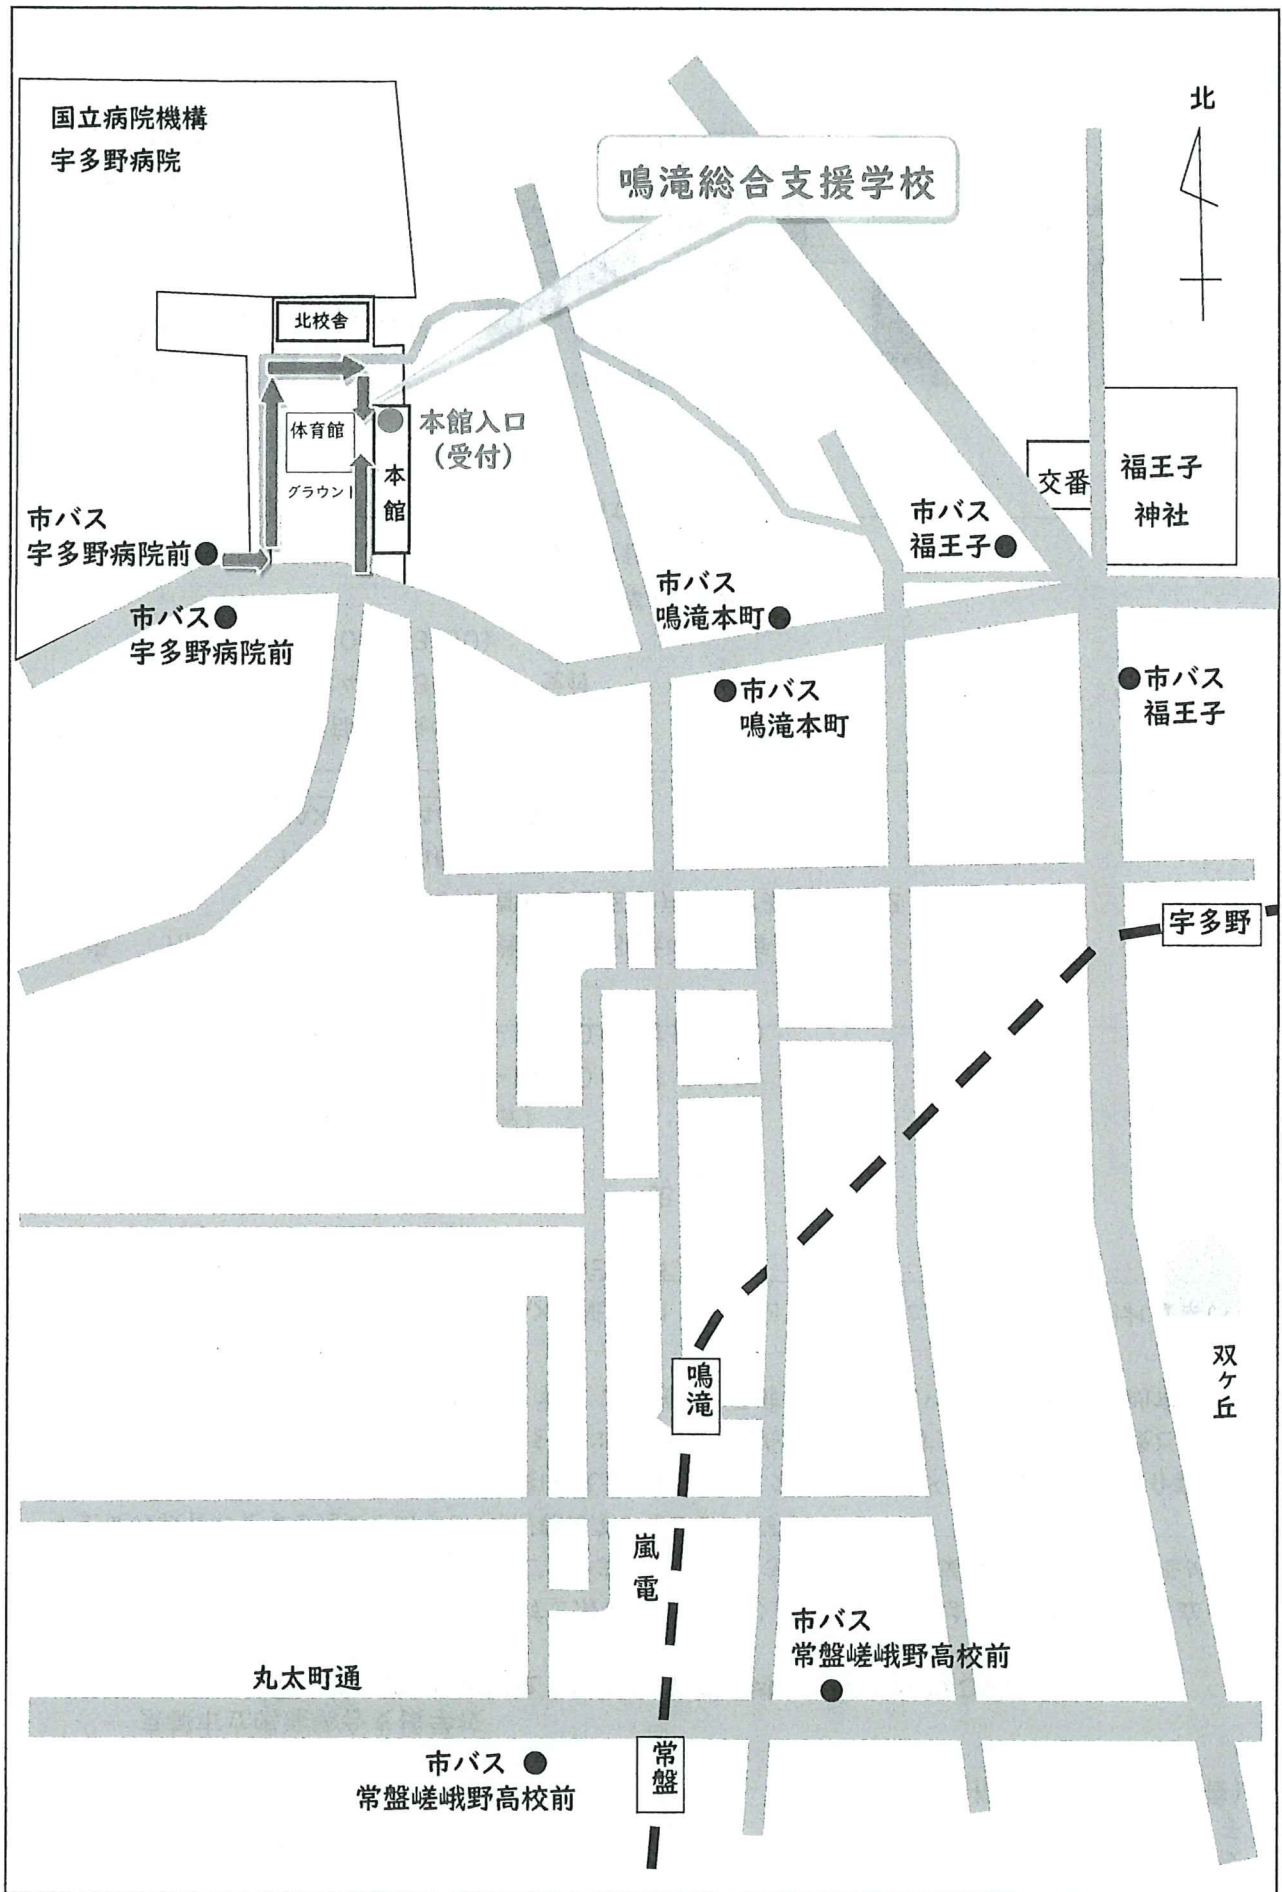 国立病院機構
宇多野病院
北
鳴滝総合支援学校
北校舎
本館入口
(受付)
体育館
グラウンド
本館
交番
福王子
神社
市バス
宇多野病院前
市バス
宇多野病院前
市バス
福王子
市バス
鳴滝本町
市バス
鳴滝本町
市バス
福王子
宇多野
双ヶ丘
鳴滝
嵐電
市バス
常盤嵯峨野高校前
丸太町通
市バス
常盤嵯峨野高校前
常盤